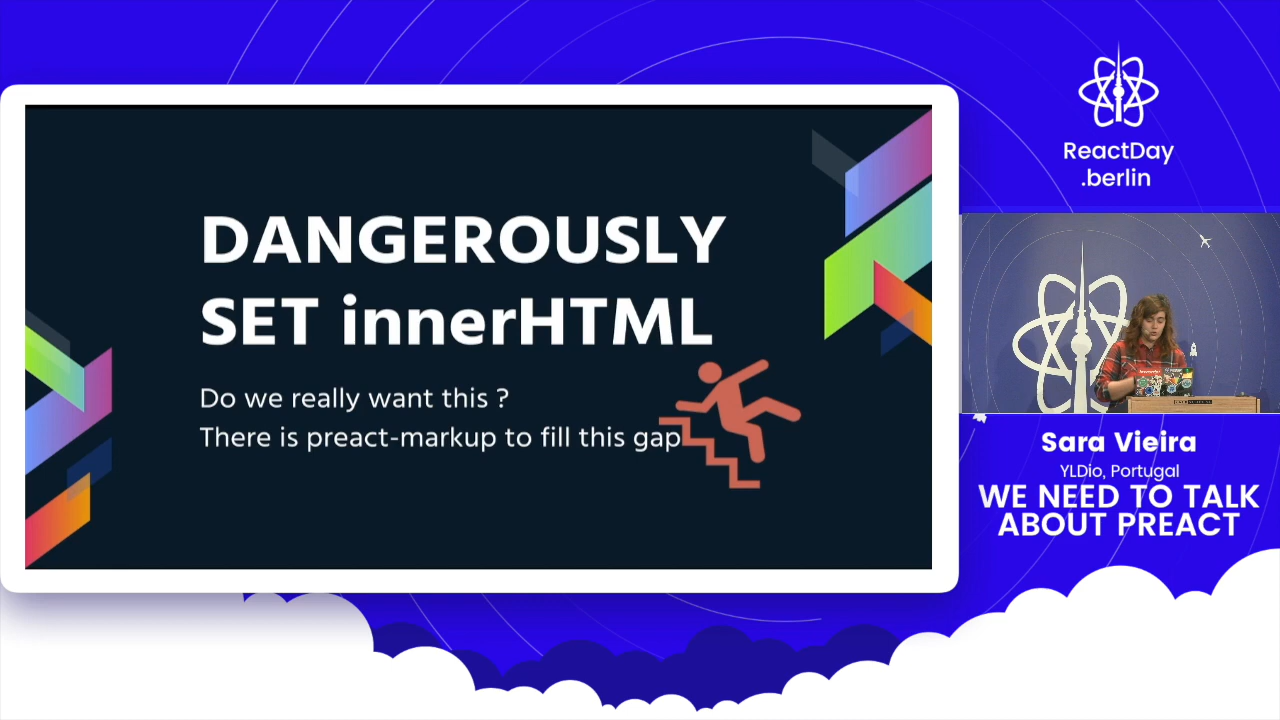 DANGEROUSLY
SET innerHTML
Do we really want this ?
There is preact-markup to fill this gap
ReactDay
.berlin
Sara Vieira
YLDio, Portugal
WE NEED TO TALK
ABOUT PREACT